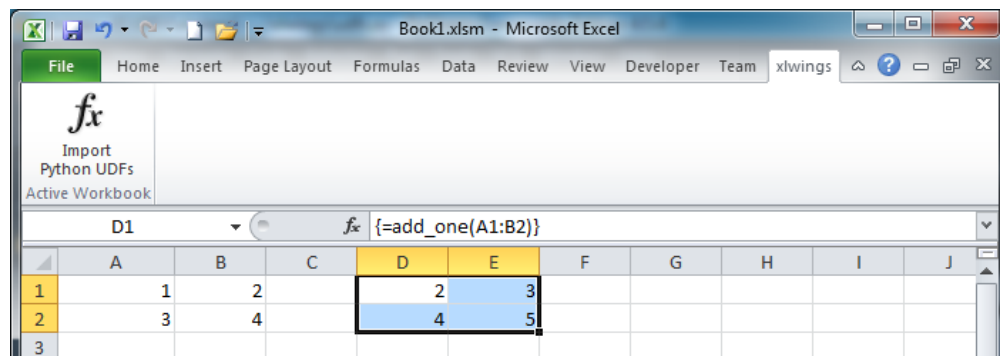 Book1.xlsm - Microsoft Excel
File Home Insert Page Layout Formulas Data Review View Developer Team xlwings
fx
Import
Python UDFs
Active Workbook
D1 fx {=add_one(A1:B2)}
A B C D E F G H I J
1 1 2 2 3
2 3 4 4 5
3